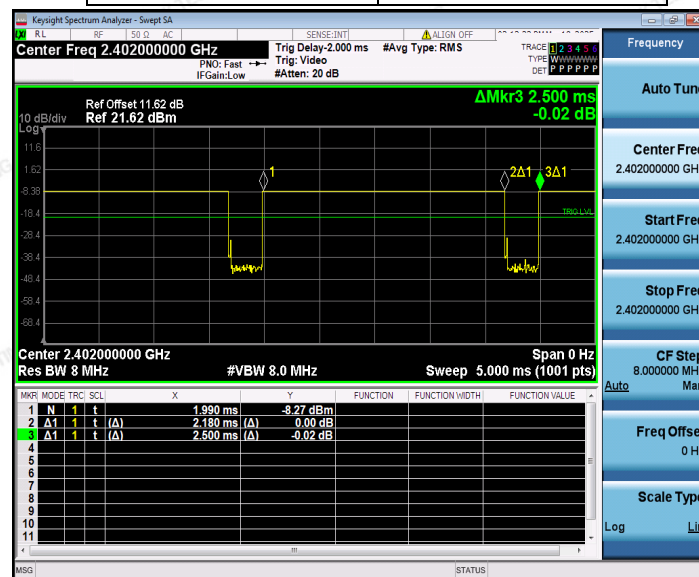 Keysight Spectrum Analyzer - Swept SA
LXI RL RF 50 Ω AC SENSE:INT ALIGN OFF
Center Freq 2.402000000 GHz
PNO: Fast
IFGain:Low
Trig Delay-2.000 ms
Trig: Video
#Atten: 20 dB
#Avg Type: RMS
TRACE 1 2 3 4 5 6
TYPE WWWWWW
DET P P P P P P
ΔMkr3 2.500 ms
-0.02 dB
Ref Offset 11.62 dB
10 dB/div Ref 21.62 dBm
Log
11.6
1.62
-8.38
-18.4
-28.4
-38.4
-48.4
-58.4
-68.4
1
2Δ1
3Δ1
TRIG LVL
Center 2.402000000 GHz Span 0 Hz
Res BW 8 MHz #VBW 8.0 MHz Sweep 5.000 ms (1001 pts)
MKR MODE TRC SCL X Y FUNCTION FUNCTION WIDTH FUNCTION VALUE
1 N 1 t 1.990 ms -8.27 dBm
2 Δ1 1 t (Δ) 2.180 ms (Δ) 0.00 dB
3 Δ1 1 t (Δ) 2.500 ms (Δ) -0.02 dB
4
5
6
7
8
9
10
11
MSG STATUS
Frequency
Auto Tune
Center Freq
2.402000000 GH
Start Freq
2.402000000 GH
Stop Freq
2.402000000 GH
CF Step
8.000000 MH
Auto Ma
Freq Offse
0 H
Scale Type
Log Li